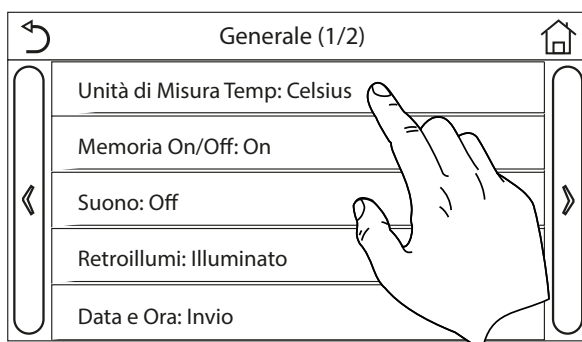 Generale (1/2)
Unità di Misura Temp: Celsius
Memoria On/Off: On
Suono: Off
Retroillumi: Illuminato
Data e Ora: Invio